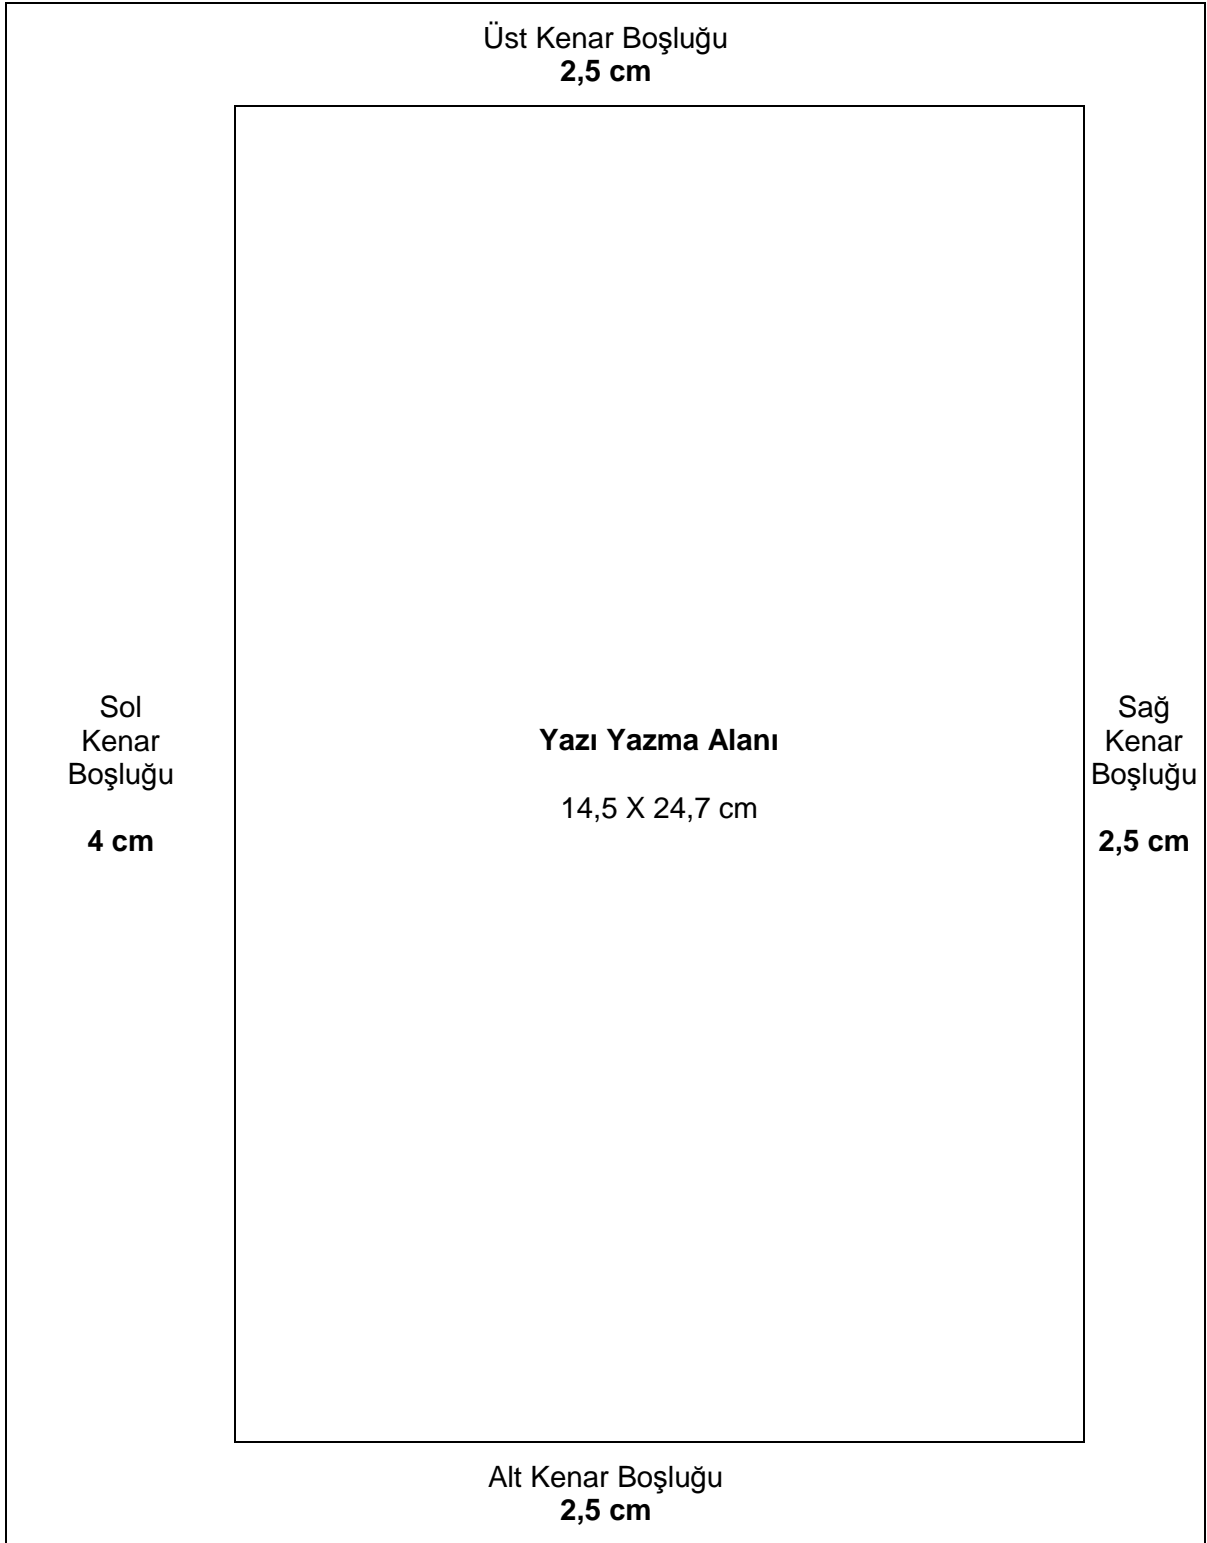 Üst Kenar Boşluğu
2,5 cm
Sol
Kenar
Boşluğu
4 cm
Yazı Yazma Alanı
14,5 X 24,7 cm
Sağ
Kenar
Boşluğu
2,5 cm
Alt Kenar Boşluğu
2,5 cm